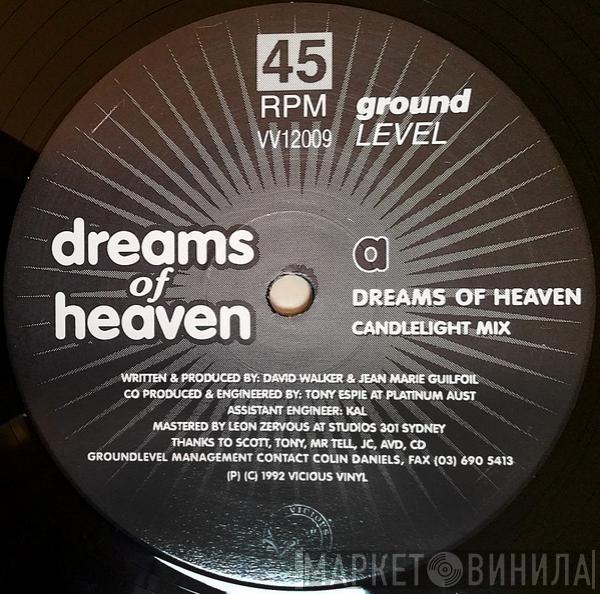 45
RPM
VV12009
ground
LEVEL
dreams
of
heaven
a
DREAMS OF HEAVEN
CANDLELIGHT MIX
WRITTEN & PRODUCED BY: DAVID WALKER & JEAN MARIE GUILFOIL
CO PRODUCED & ENGINEERED BY: TONY ESPIE AT PLATINUM AUST
ASSISTANT ENGINEER: KAL
MASTERED BY LEON ZERVOUS AT STUDIOS 301 SYDNEY
THANKS TO SCOTT, TONY, MR TELL, JC, AVD, CD
GROUNDLEVEL MANAGEMENT CONTACT COLIN DANIELS, FAX (03) 690 5413
(P) (C) 1992 VICIOUS VINYL
VICIOUS
МАРКЕТ ВИНИЛА